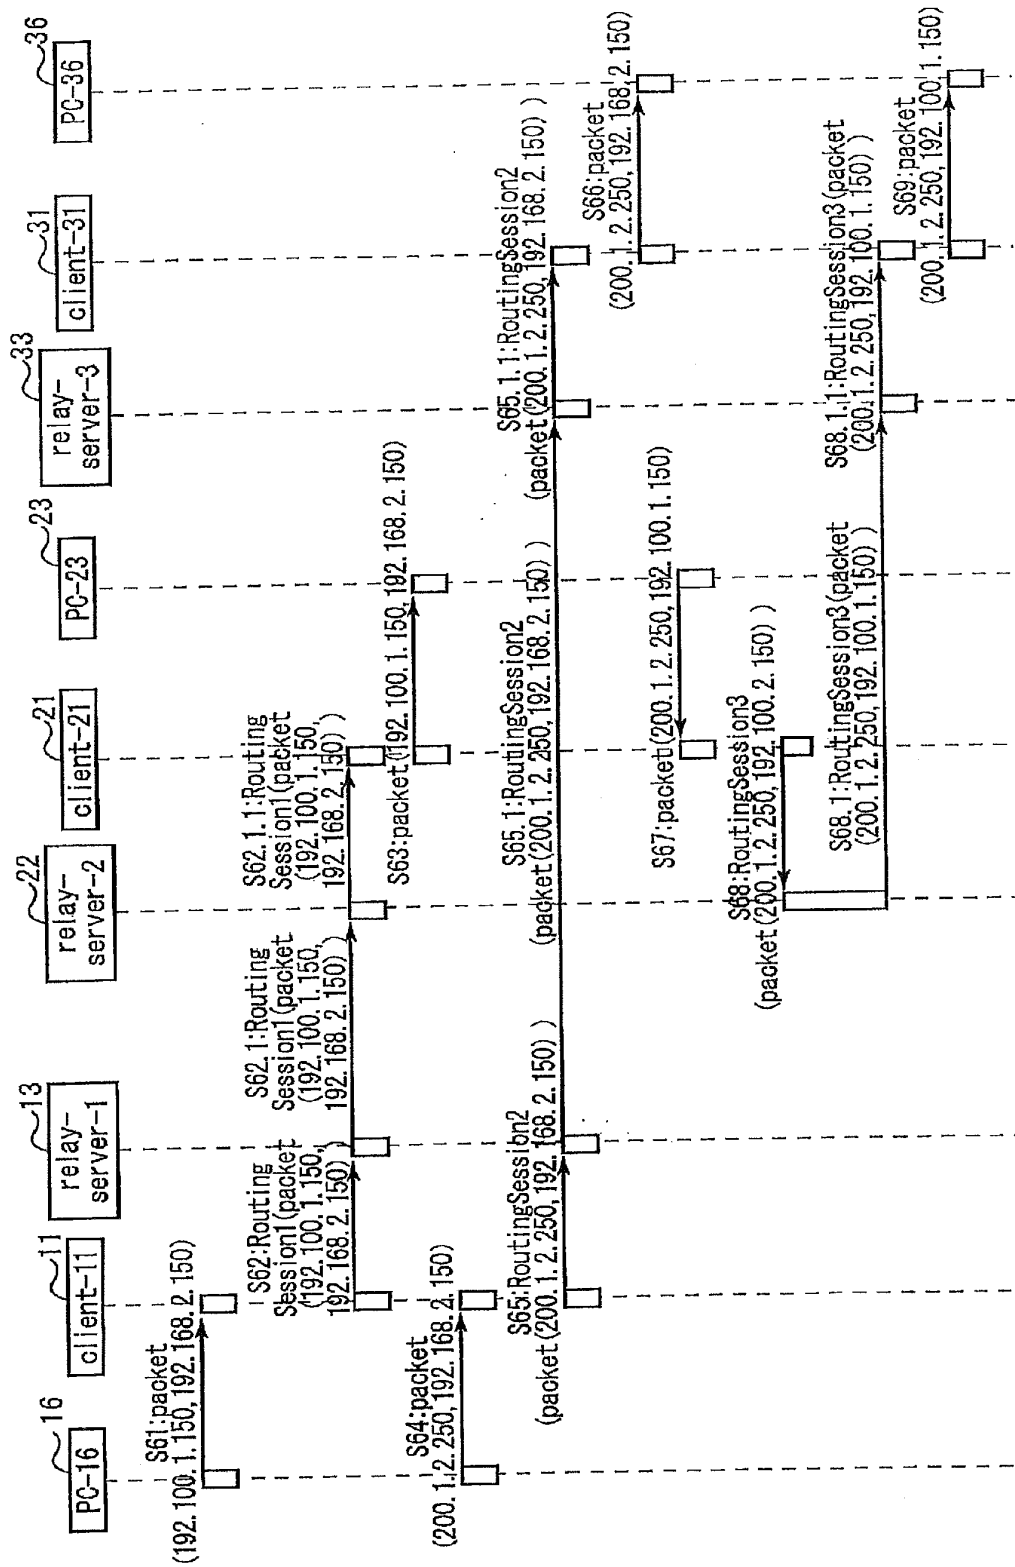 16
PC-16
11
client-11
13
relay-
server-1
22
relay-
server-2
21
client-21
23
PC-23
33
relay-
server-3
31
client-31
36
PC-36
S61:packet
(192.100.1.150,192.168.2.150)
S62:Routing
Session1(packet
(192.100.1.150,
192.168.2.150))
S62.1:Routing
Session1(packet
(192.100.1.150,
192.168.2.150))
S62.1.1:Routing
Session1(packet
(192.100.1.150,
192.168.2.150))
S63:packet
(192.100.1.150,192.168.2.150)
S64:packet
(200.1.2.250,192.168.2.150)
S65:RoutingSession2
(packet(200.1.2.250,192.168.2.150))
S65.1:RoutingSession2
(packet(200.1.2.250,192.168.2.150))
S65.1.1:RoutingSession2
(packet(200.1.2.250,192.168.2.150))
S66:packet
(200.1.2.250,192.168.2.150)
S67:packet(200.1.2.250,192.100.1.150)
S68:RoutingSession3
(packet(200.1.2.250,192.100.2.150))
S68.1:RoutingSession3(packet
(200.1.2.250,192.100.1.150))
S68.1.1:RoutingSession3(packet
(200.1.2.250,192.100.1.150))
S69:packet
(200.1.2.250,192.100.1.150)